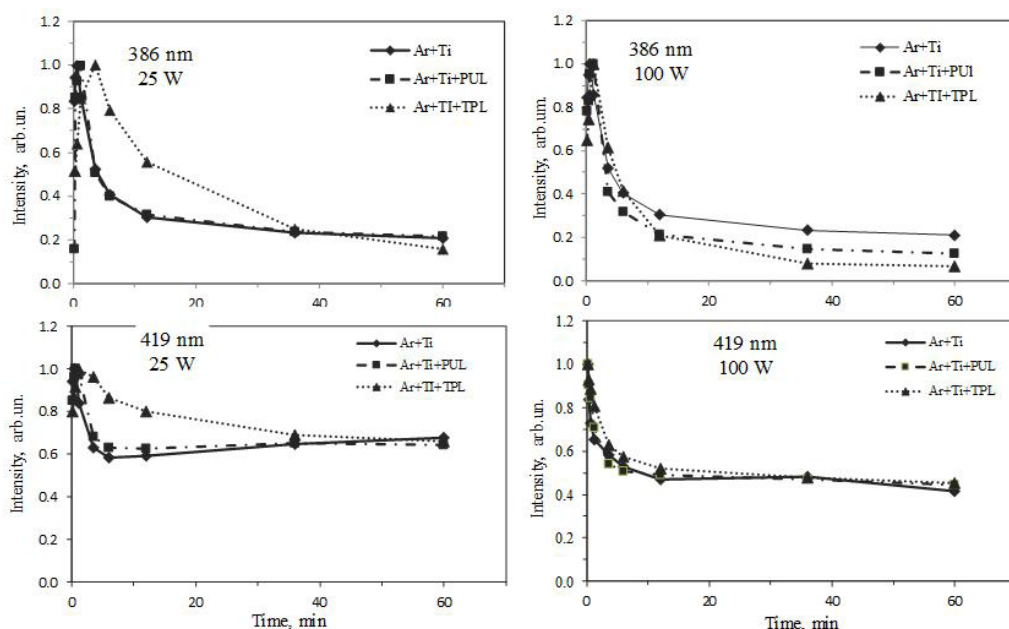 386 nm
25 W
Ar+Ti
Ar+Ti+PUL
Ar+TI+TPL
Intensity, arb.un.
1.2
1.0
0.8
0.6
0.4
0.2
0.0
0
20
40
60
386 nm
100 W
Ar+Ti
Ar+Ti+PUl
Ar+TI+TPL
Intensity, arb.um.
1.2
1.0
0.8
0.6
0.4
0.2
0.0
0
20
40
60
419 nm
25 W
Ar+Ti
Ar+Ti+PUL
Ar+TI+TPL
Intensity, arb.un.
1.2
1.0
0.8
0.6
0.4
0.2
0.0
0
20
40
60
Time, min
419 nm
100 W
Ar+Ti
Ar+Ti+PUL
Ar+Ti+TPL
Intensity, arb.un.
1.2
1.0
0.8
0.6
0.4
0.2
0.0
0
20
40
60
Time, min